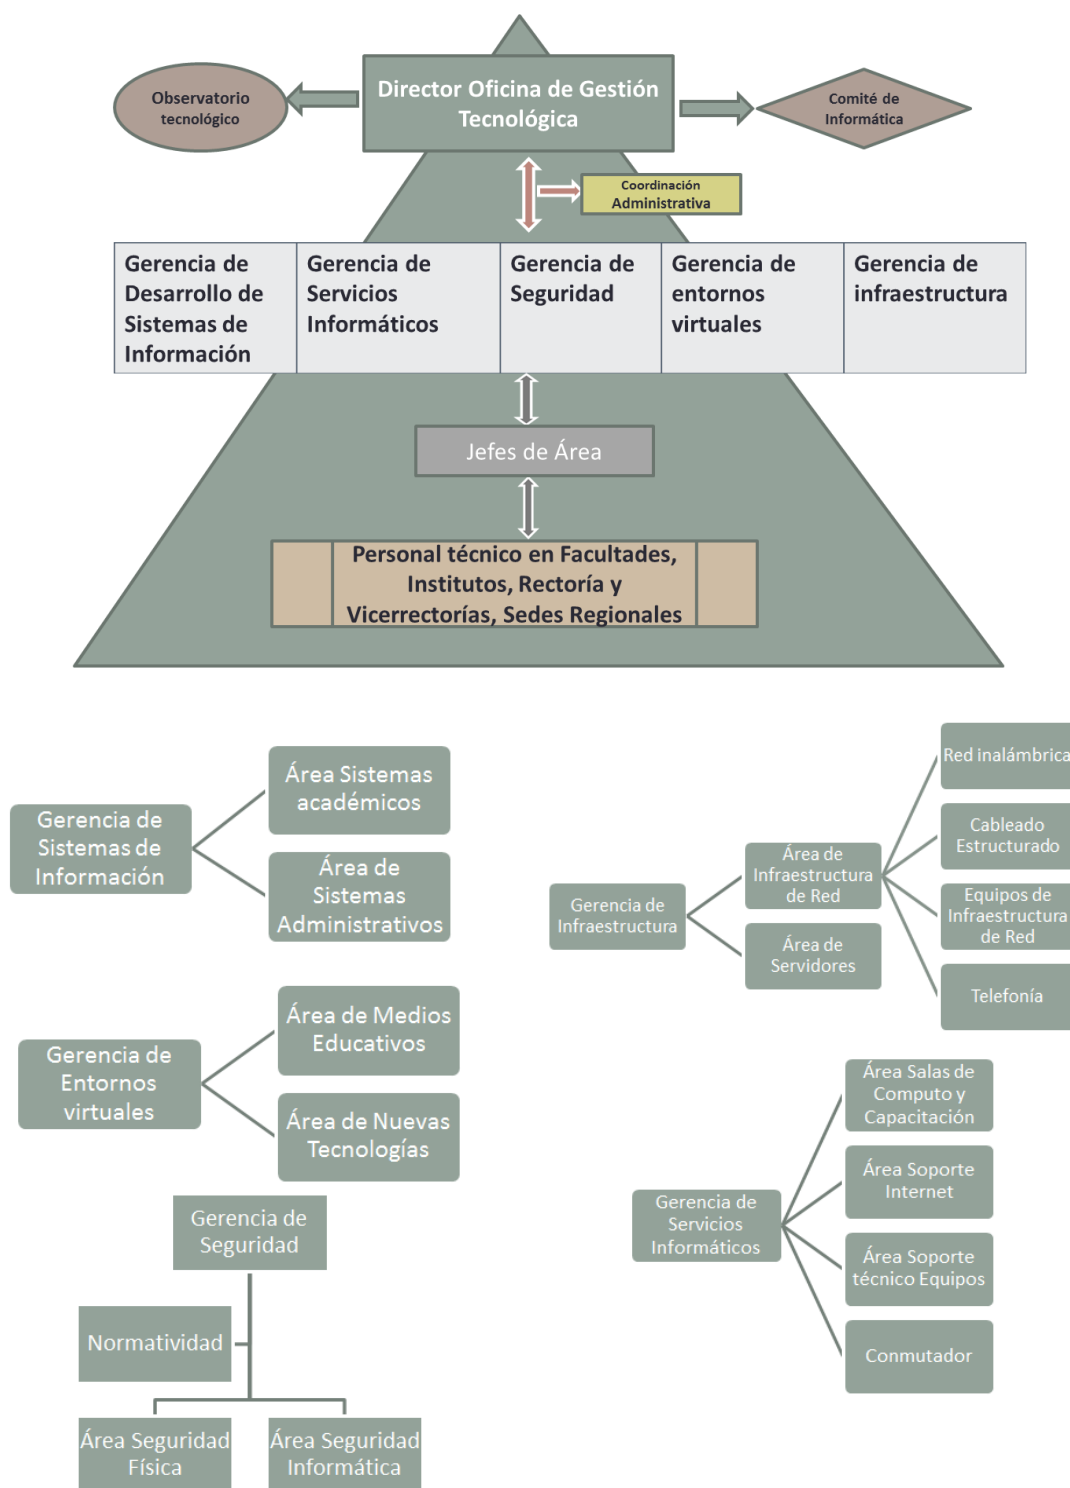 Director Oficina de Gestión
Tecnológica
Observatorio
tecnológico
Comité de
Informática
Coordinación
Administrativa
Gerencia de
Desarrollo de
Sistemas de
Información
Gerencia de
Servicios
Informáticos
Gerencia de
Seguridad
Gerencia de
entornos
virtuales
Gerencia de
infraestructura
Jefes de Área
Personal técnico en Facultades,
Institutos, Rectoría y
Vicerrectorías, Sedes Regionales
Gerencia de
Sistemas de
Información
Área Sistemas
académicos
Área de
Sistemas
Administrativos
Gerencia de
Infraestructura
Área de
Infraestructura
de Red
Área de
Servidores
Red inalámbrica
Cableado
Estructurado
Equipos de
Infraestructura
de Red
Telefonía
Gerencia de
Entornos
virtuales
Área de Medios
Educativos
Área de Nuevas
Tecnologías
Gerencia de
Servicios
Informáticos
Área Salas de
Computo y
Capacitación
Área Soporte
Internet
Área Soporte
técnico Equipos
Conmutador
Gerencia de
Seguridad
Normatividad
Área Seguridad
Física
Área Seguridad
Informática